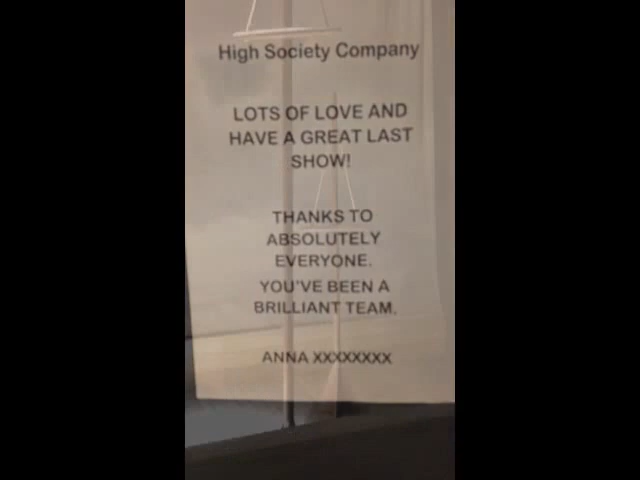 High Society Company
LOTS OF LOVE AND
HAVE A GREAT LAST
SHOW!
THANKS TO
ABSOLUTELY
EVERYONE.
YOU'VE BEEN A
BRILLIANT TEAM.
ANNA XXXXXXXX